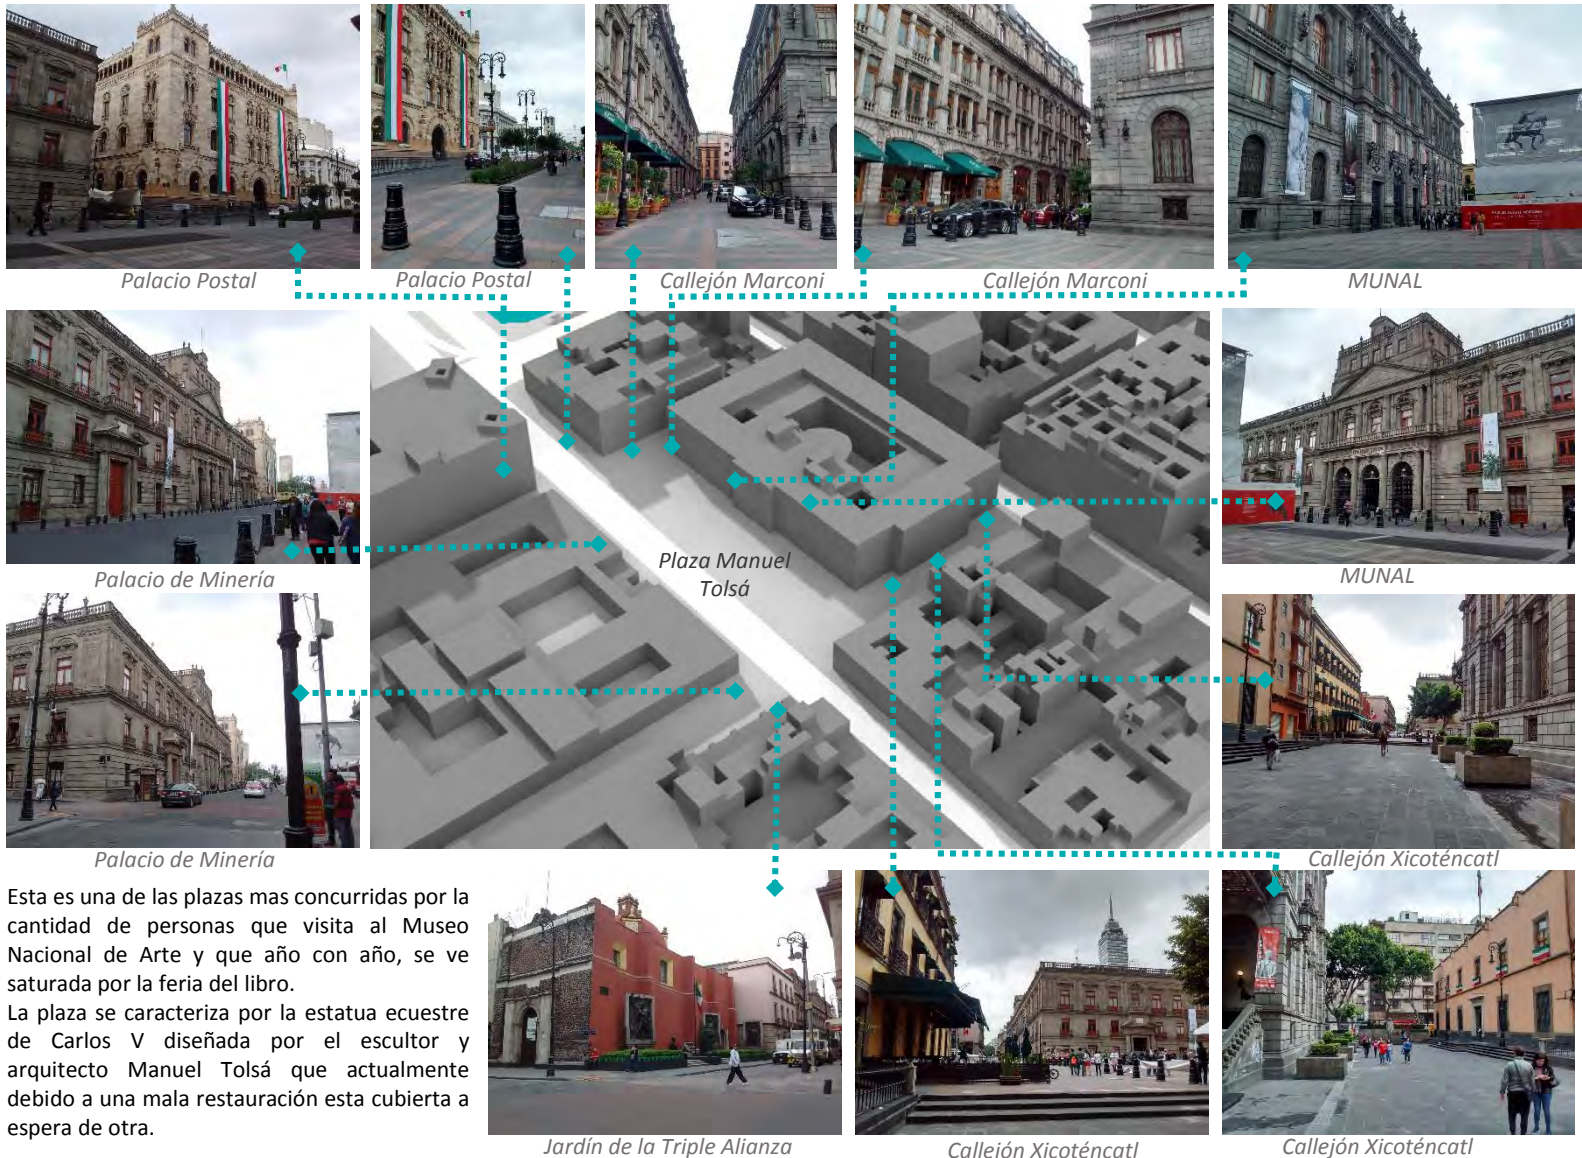 Palacio Postal
Palacio Postal
Callejón Marconi
Callejón Marconi
MUNAL
Palacio de Minería
Plaza Manuel
Tolsá
MUNAL
Palacio de Minería
Callejón Xicoténcatl
Esta es una de las plazas mas concurridas por la
cantidad de personas que visita al Museo
Nacional de Arte y que año con año, se ve
saturada por la feria del libro.
La plaza se caracteriza por la estatua ecuestre
de Carlos V diseñada por el escultor y
arquitecto Manuel Tolsá que actualmente
debido a una mala restauración esta cubierta a
espera de otra.
Jardín de la Triple Alianza
Callejón Xicoténcatl
Callejón Xicoténcatl